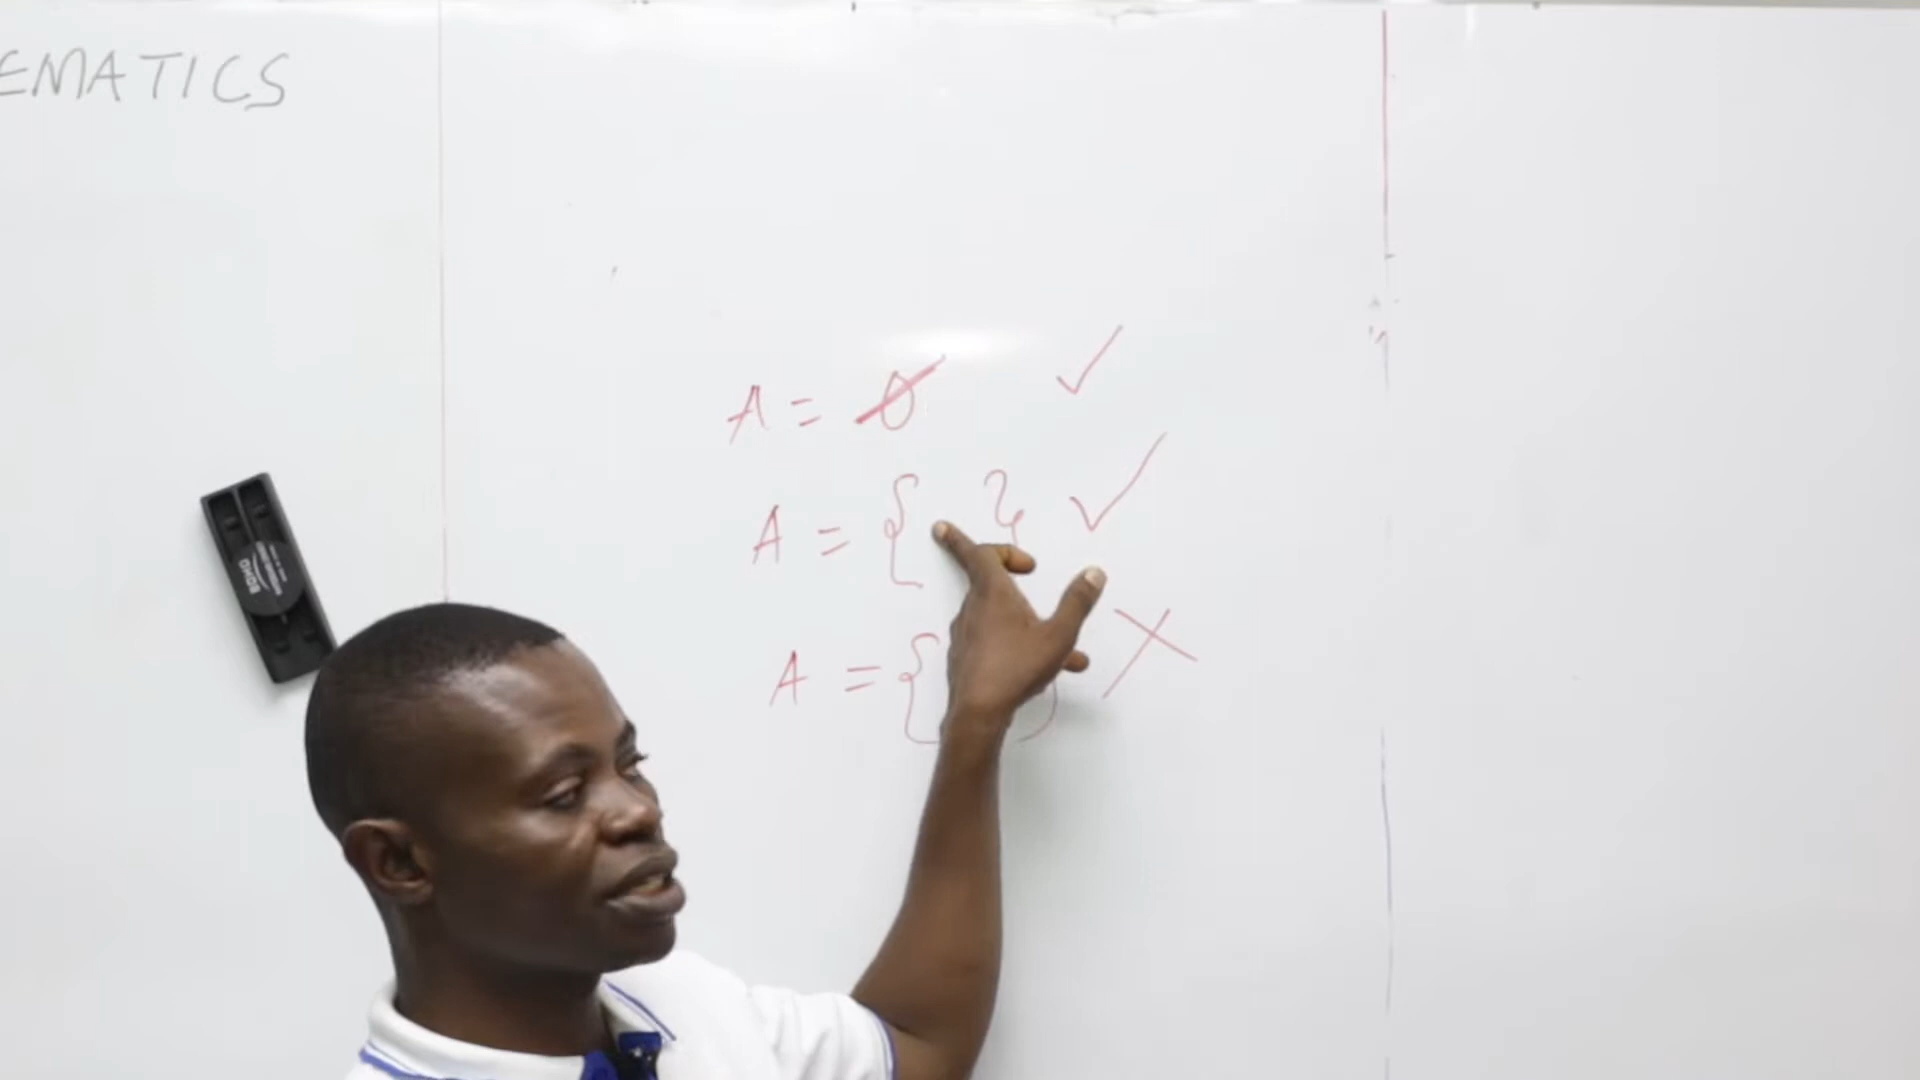 EMATICS
A = Ø ✓
A = { } ✓
A = { X